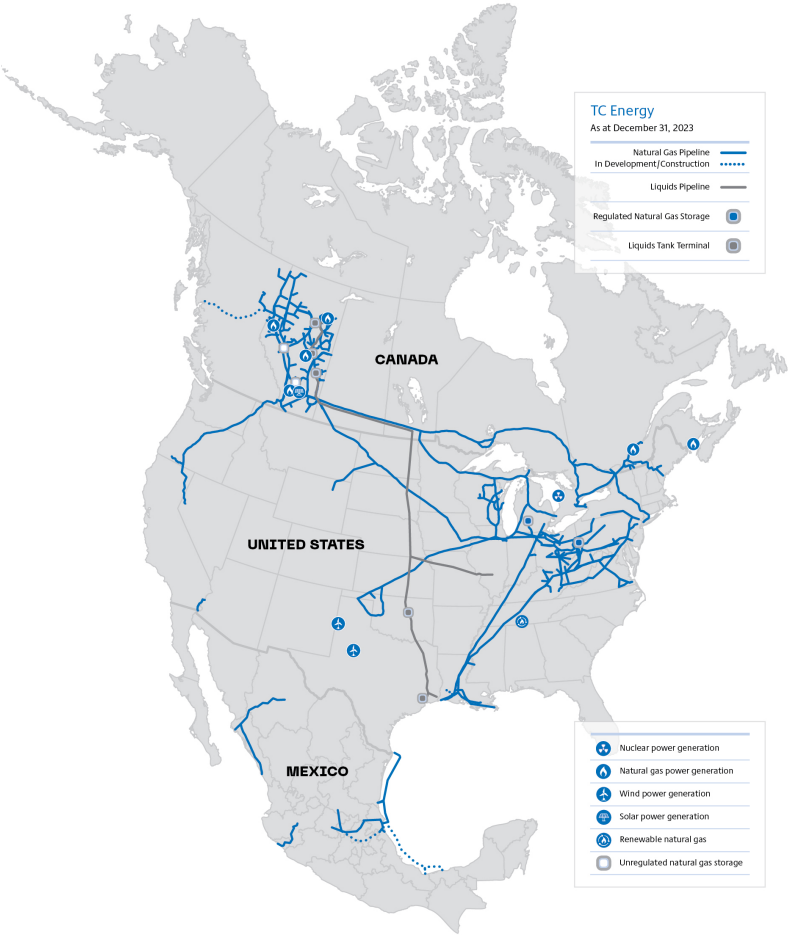 TC Energy
As at December 31, 2023
Natural Gas Pipeline
In Development/Construction
Liquids Pipeline
Regulated Natural Gas Storage
Liquids Tank Terminal
CANADA
UNITED STATES
MEXICO
Nuclear power generation
Natural gas power generation
Wind power generation
Solar power generation
Renewable natural gas
Unregulated natural gas storage